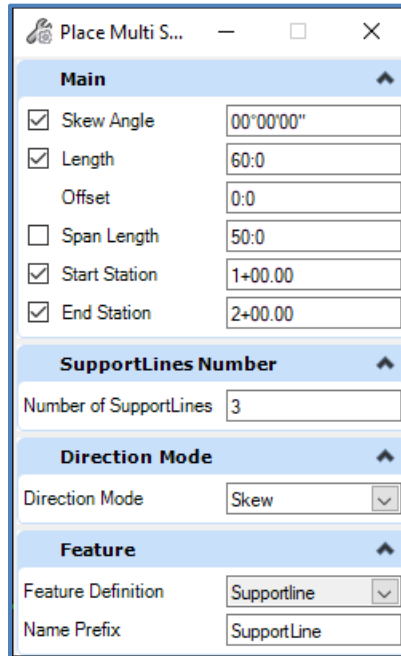 Place Multi S...
Main
Skew Angle 00°00'00"
Length 60:0
Offset 0:0
Span Length 50:0
Start Station 1+00.00
End Station 2+00.00
SupportLines Number
Number of SupportLines 3
Direction Mode
Direction Mode Skew
Feature
Feature Definition Supportline
Name Prefix SupportLine